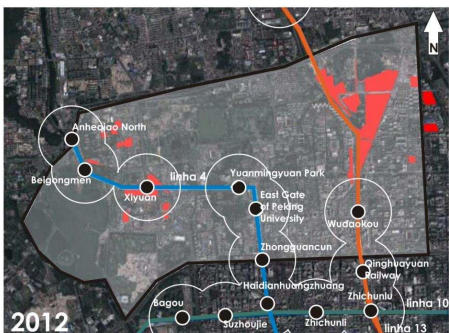 N
Anheqiao North
Beigongmen
Xiyuan
linha 4
Yuanmingyuan Park
East Gate
of Peking
University
Wudaokou
Zhongguancun
Qinghuayuan
Railway
Haidianhuangzhuang
Zhichunlu
linha 10
Bagou
Suzhoujie
Zhichunli
linha 13
2012